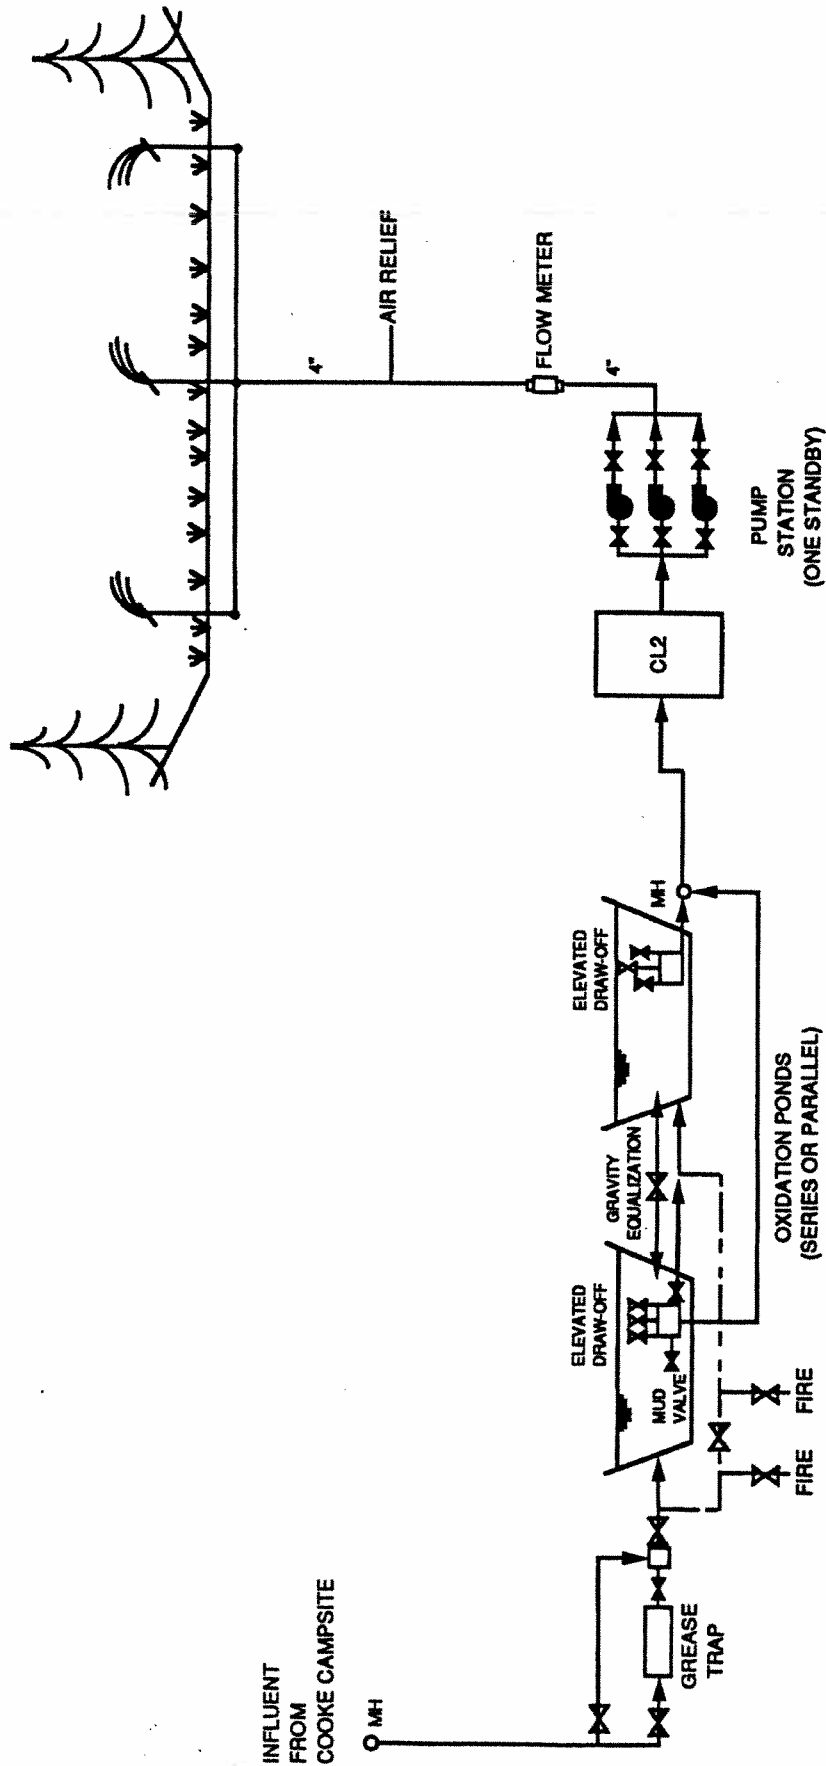 INFLUENT
FROM
COOKE CAMPSITE
MH
GREASE
TRAP
FIRE
FIRE
MUD
VALVE
ELEVATED
DRAW-OFF
GRAVITY
EQUALIZATION
OXIDATION PONDS
(SERIES OR PARALLEL)
ELEVATED
DRAW-OFF
MH
CL2
PUMP
STATION
(ONE STANDBY)
4"
FLOW METER
AIR RELIEF
4"